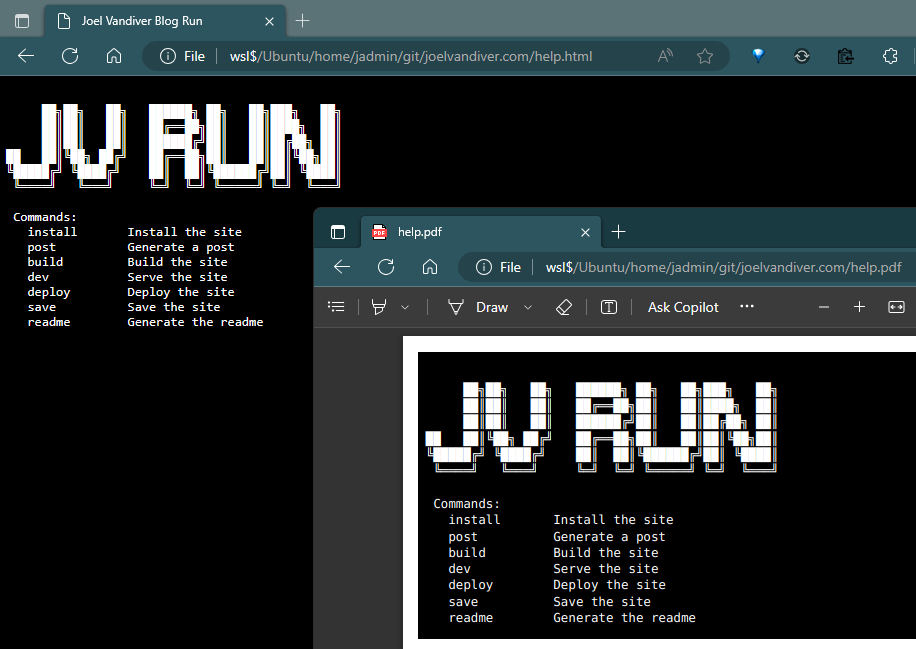 Joel Vandiver Blog Run
File wsl$/Ubuntu/home/jadmin/git/joelvandiver.com/help.html
JV RUN
Commands:
install Install the site
post Generate a post
build Build the site
dev Serve the site
deploy Deploy the site
save Save the site
readme Generate the readme
PDF help.pdf
File wsl$/Ubuntu/home/jadmin/git/joelvandiver.com/help.pdf
Draw Ask Copilot
JV RUN
Commands:
install Install the site
post Generate a post
build Build the site
dev Serve the site
deploy Deploy the site
save Save the site
readme Generate the readme